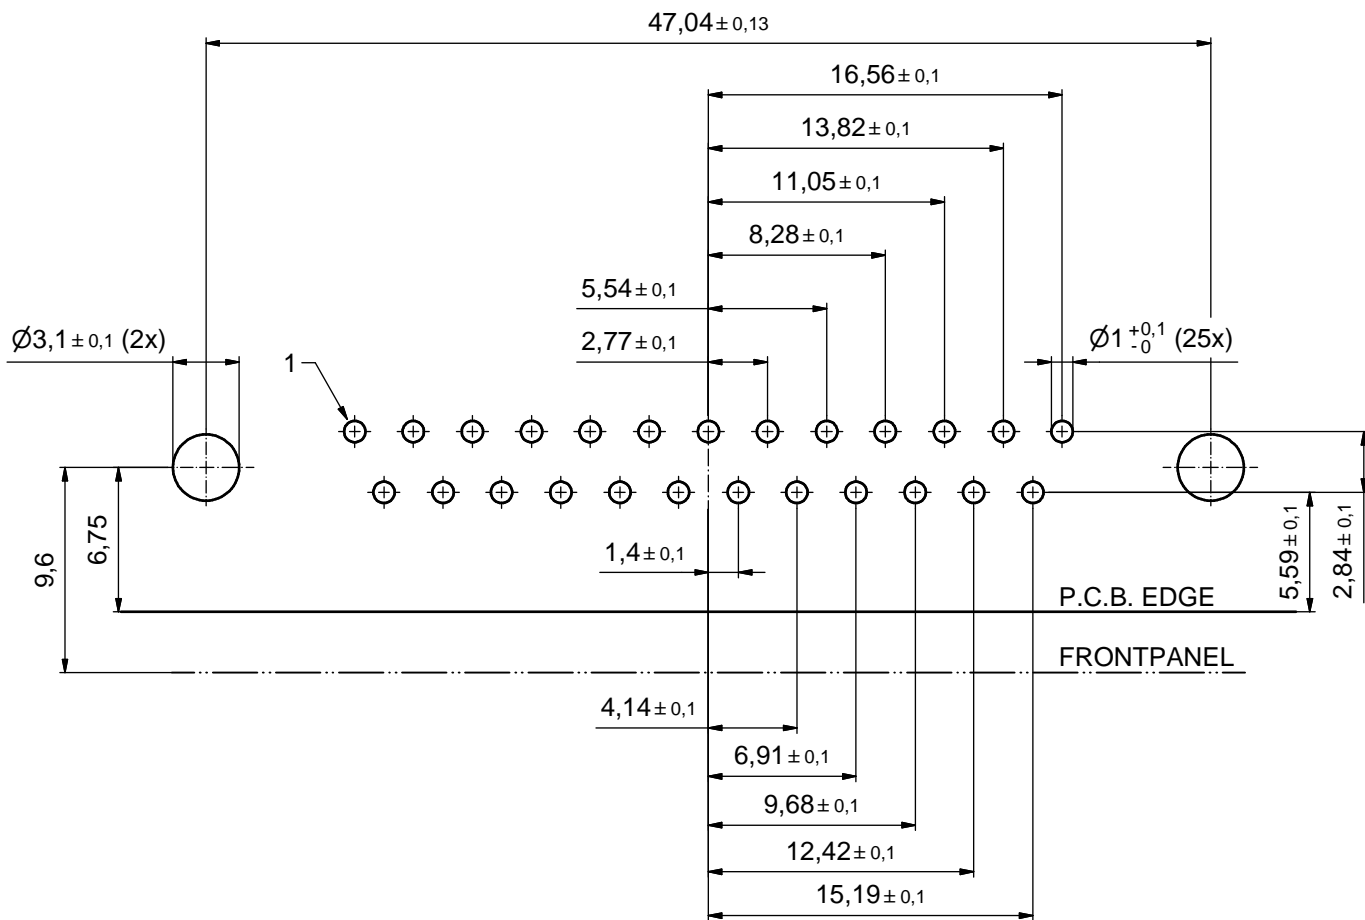 47,04 ± 0,13
16,56 ± 0,1
13,82 ± 0,1
11,05 ± 0,1
8,28 ± 0,1
5,54 ± 0,1
2,77 ± 0,1
Ø3,1 ± 0,1 (2x)
Ø1 +0,1 -0 (25x)
1
9,6
6,75
1,4 ± 0,1
5,59 ± 0,1
2,84 ± 0,1
P.C.B. EDGE
FRONTPANEL
4,14 ± 0,1
6,91 ± 0,1
9,68 ± 0,1
12,42 ± 0,1
15,19 ± 0,1